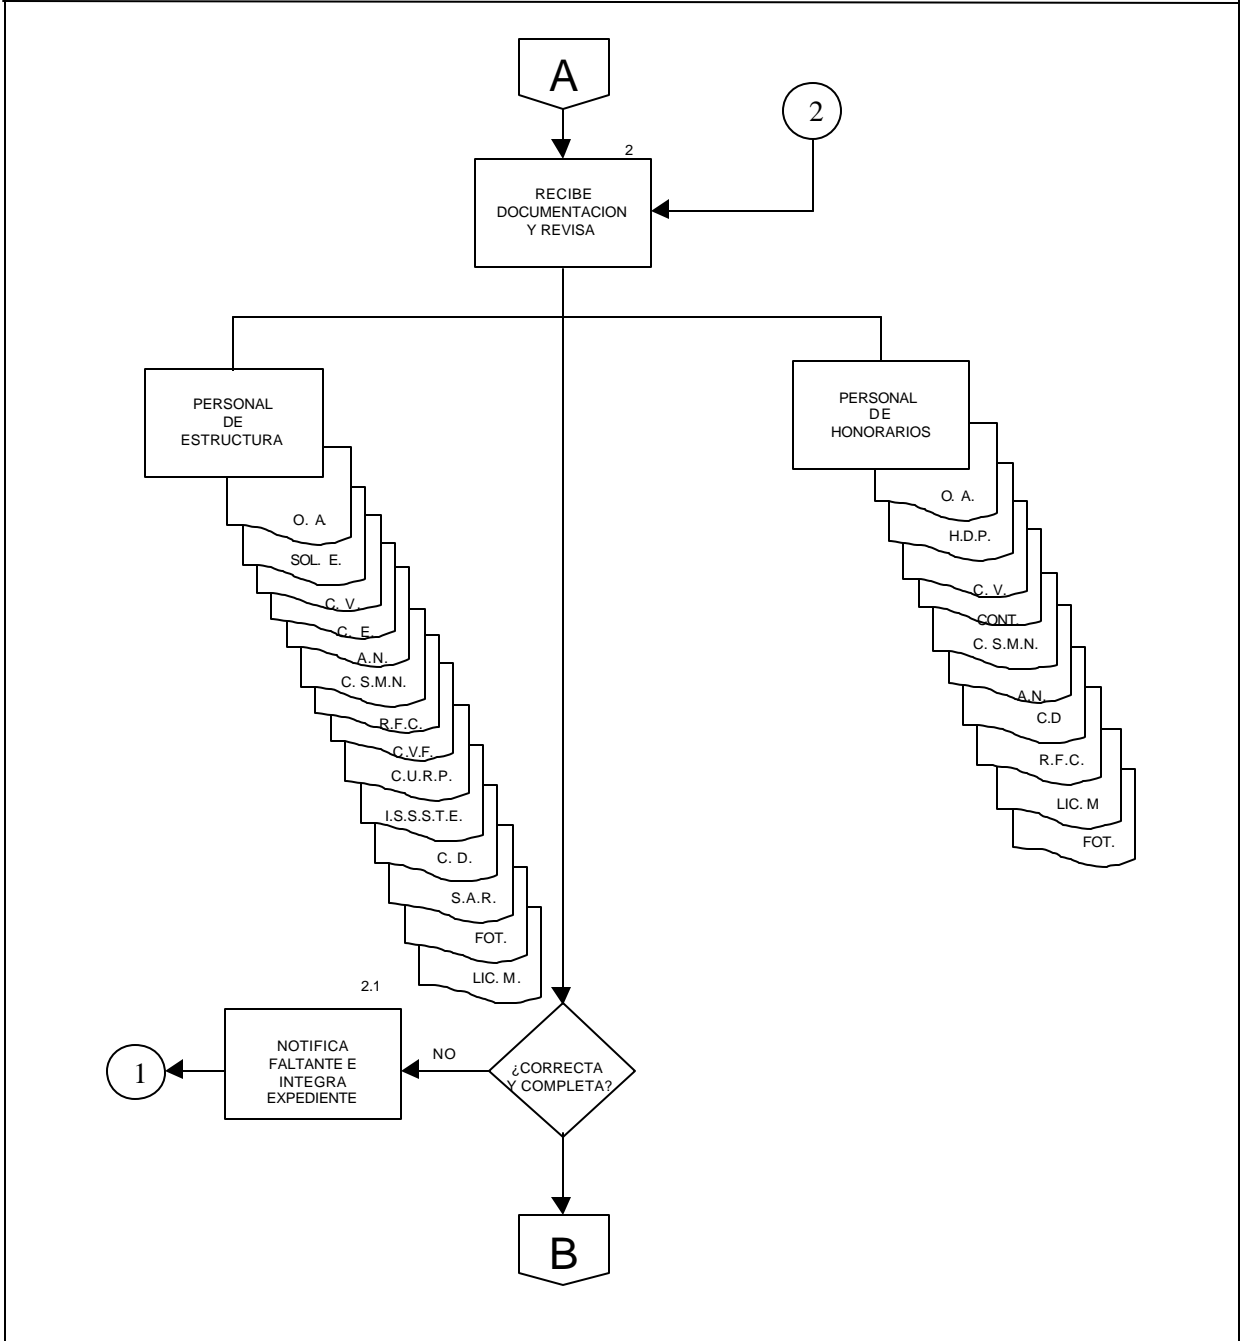 A
2
2
RECIBE
DOCUMENTACION
Y REVISA
PERSONAL
DE
ESTRUCTURA
O. A.
SOL. E.
C. V.
C. E.
A.N.
C. S.M.N.
R.F.C.
C.V.F.
C.U.R.P.
I.S.S.S.T.E.
C. D.
S.A.R.
FOT.
LIC. M.
PERSONAL
DE
HONORARIOS
O. A.
H.D.P.
C. V.
CONT.
C. S.M.N.
A.N.
C.D
R.F.C.
LIC. M
FOT.
2.1
NOTIFICA
FALTANTE E
INTEGRA
EXPEDIENTE
1
NO
¿CORRECTA
Y COMPLETA?
B